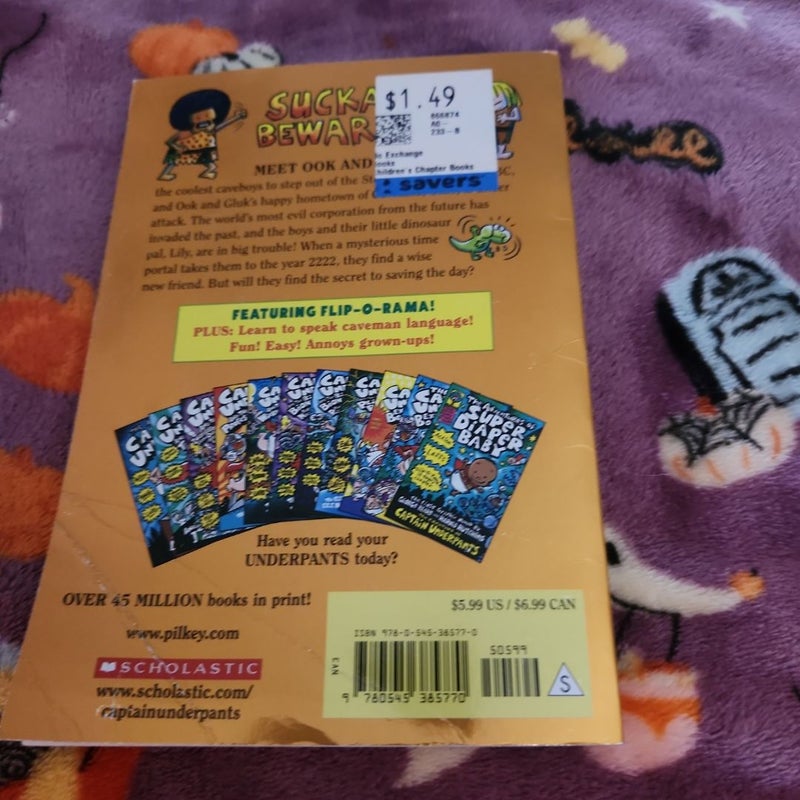 SUCKA
BEWAR
$1.49
866874
233-8
Exchange
hildren's Chapter Books
savers
MEET OOK AND
the coolest caveboys to step out of the BC,
and Ook and Gluk's happy hometown of
attack. The world's most evil corporation from the future has
invaded the past, and the boys and their little dinosaur
pal, Lily, are in big trouble! When a mysterious time
portal takes them to the year 2222, they find a wise
new friend. But will they find the secret to saving the day?
FEATURING FLIP-O-RAMA!
PLUS: Learn to speak caveman language!
Fun! Easy! Annoys grown-ups!
SUPER
DIAPER
BABY
CAPTAIN UNDERPANTS
Have you read your
UNDERPANTS today?
OVER 45 MILLION books in print!
www.pilkey.com
SCHOLASTIC
www.scholastic.com/
captainunderpants
$5.99 US / $6.99 CAN
ISBN 978-0-545-38577-0
50599
CAN
9 780545 385770
S